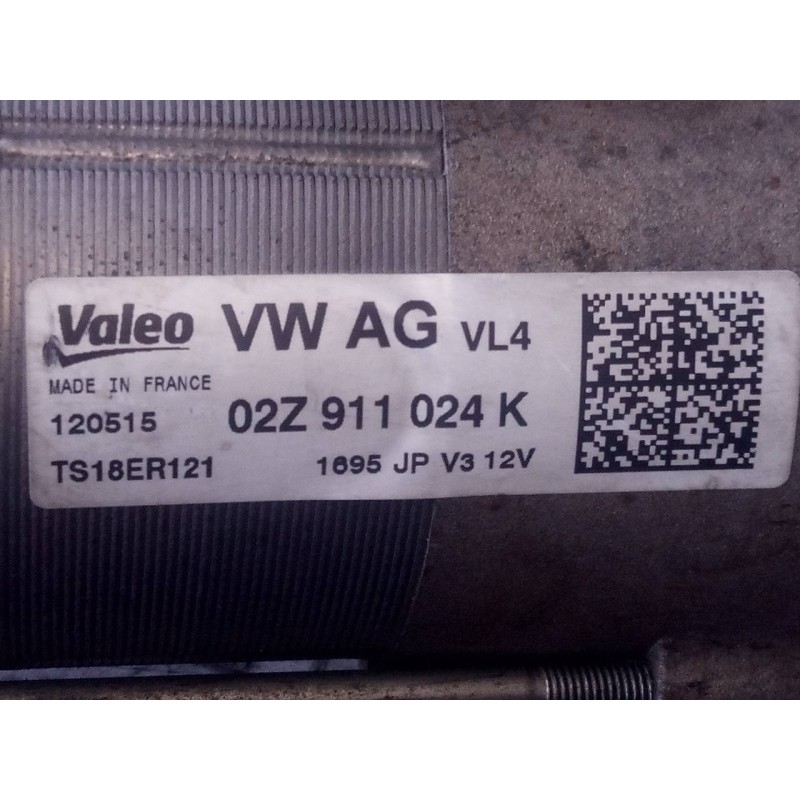 Valeo VW AG VL4
MADE IN FRANCE
120515 02Z 911 024 K
TS18ER121 1695 JP V3 12V